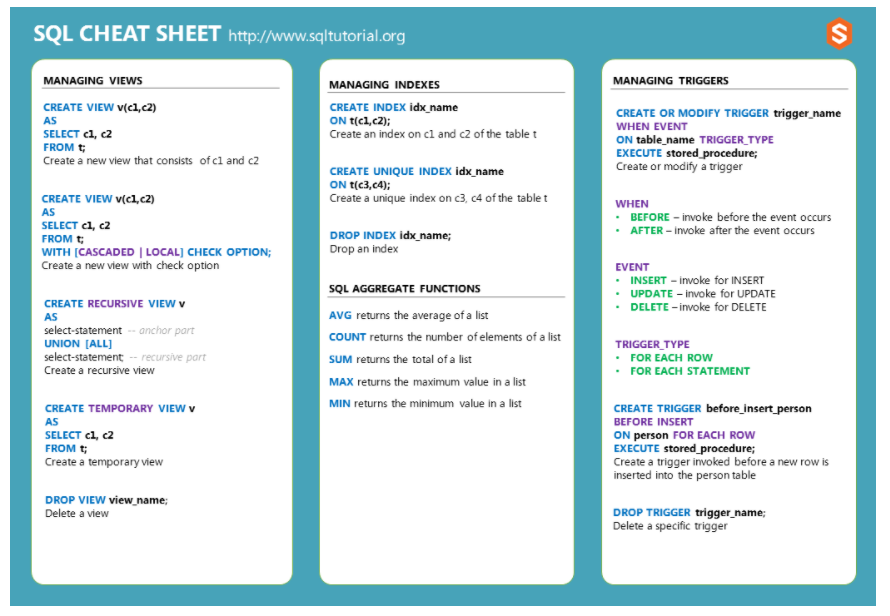 SQL CHEAT SHEET http://www.sqltutorial.org
MANAGING VIEWS
CREATE VIEW v(c1,c2)
AS
SELECT c1, c2
FROM t;
Create a new view that consists of c1 and c2
CREATE VIEW v(c1,c2)
AS
SELECT c1, c2
FROM t;
WITH [CASCADED | LOCAL] CHECK OPTION;
Create a new view with check option
CREATE RECURSIVE VIEW v
AS
select-statement -- anchor part
UNION [ALL]
select-statement; -- recursive part
Create a recursive view
CREATE TEMPORARY VIEW v
AS
SELECT c1, c2
FROM t;
Create a temporary view
DROP VIEW view_name;
Delete a view
MANAGING INDEXES
CREATE INDEX idx_name
ON t(c1,c2);
Create an index on c1 and c2 of the table t
CREATE UNIQUE INDEX idx_name
ON t(c3,c4);
Create a unique index on c3, c4 of the table t
DROP INDEX idx_name;
Drop an index
SQL AGGREGATE FUNCTIONS
AVG returns the average of a list
COUNT returns the number of elements of a list
SUM returns the total of a list
MAX returns the maximum value in a list
MIN returns the minimum value in a list
MANAGING TRIGGERS
CREATE OR MODIFY TRIGGER trigger_name
WHEN EVENT
ON table_name TRIGGER_TYPE
EXECUTE stored_procedure;
Create or modify a trigger
WHEN
• BEFORE – invoke before the event occurs
• AFTER – invoke after the event occurs
EVENT
• INSERT – invoke for INSERT
• UPDATE – invoke for UPDATE
• DELETE – invoke for DELETE
TRIGGER_TYPE
• FOR EACH ROW
• FOR EACH STATEMENT
CREATE TRIGGER before_insert_person
BEFORE INSERT
ON person FOR EACH ROW
EXECUTE stored_procedure;
Create a trigger invoked before a new row is
inserted into the person table
DROP TRIGGER trigger_name;
Delete a specific trigger